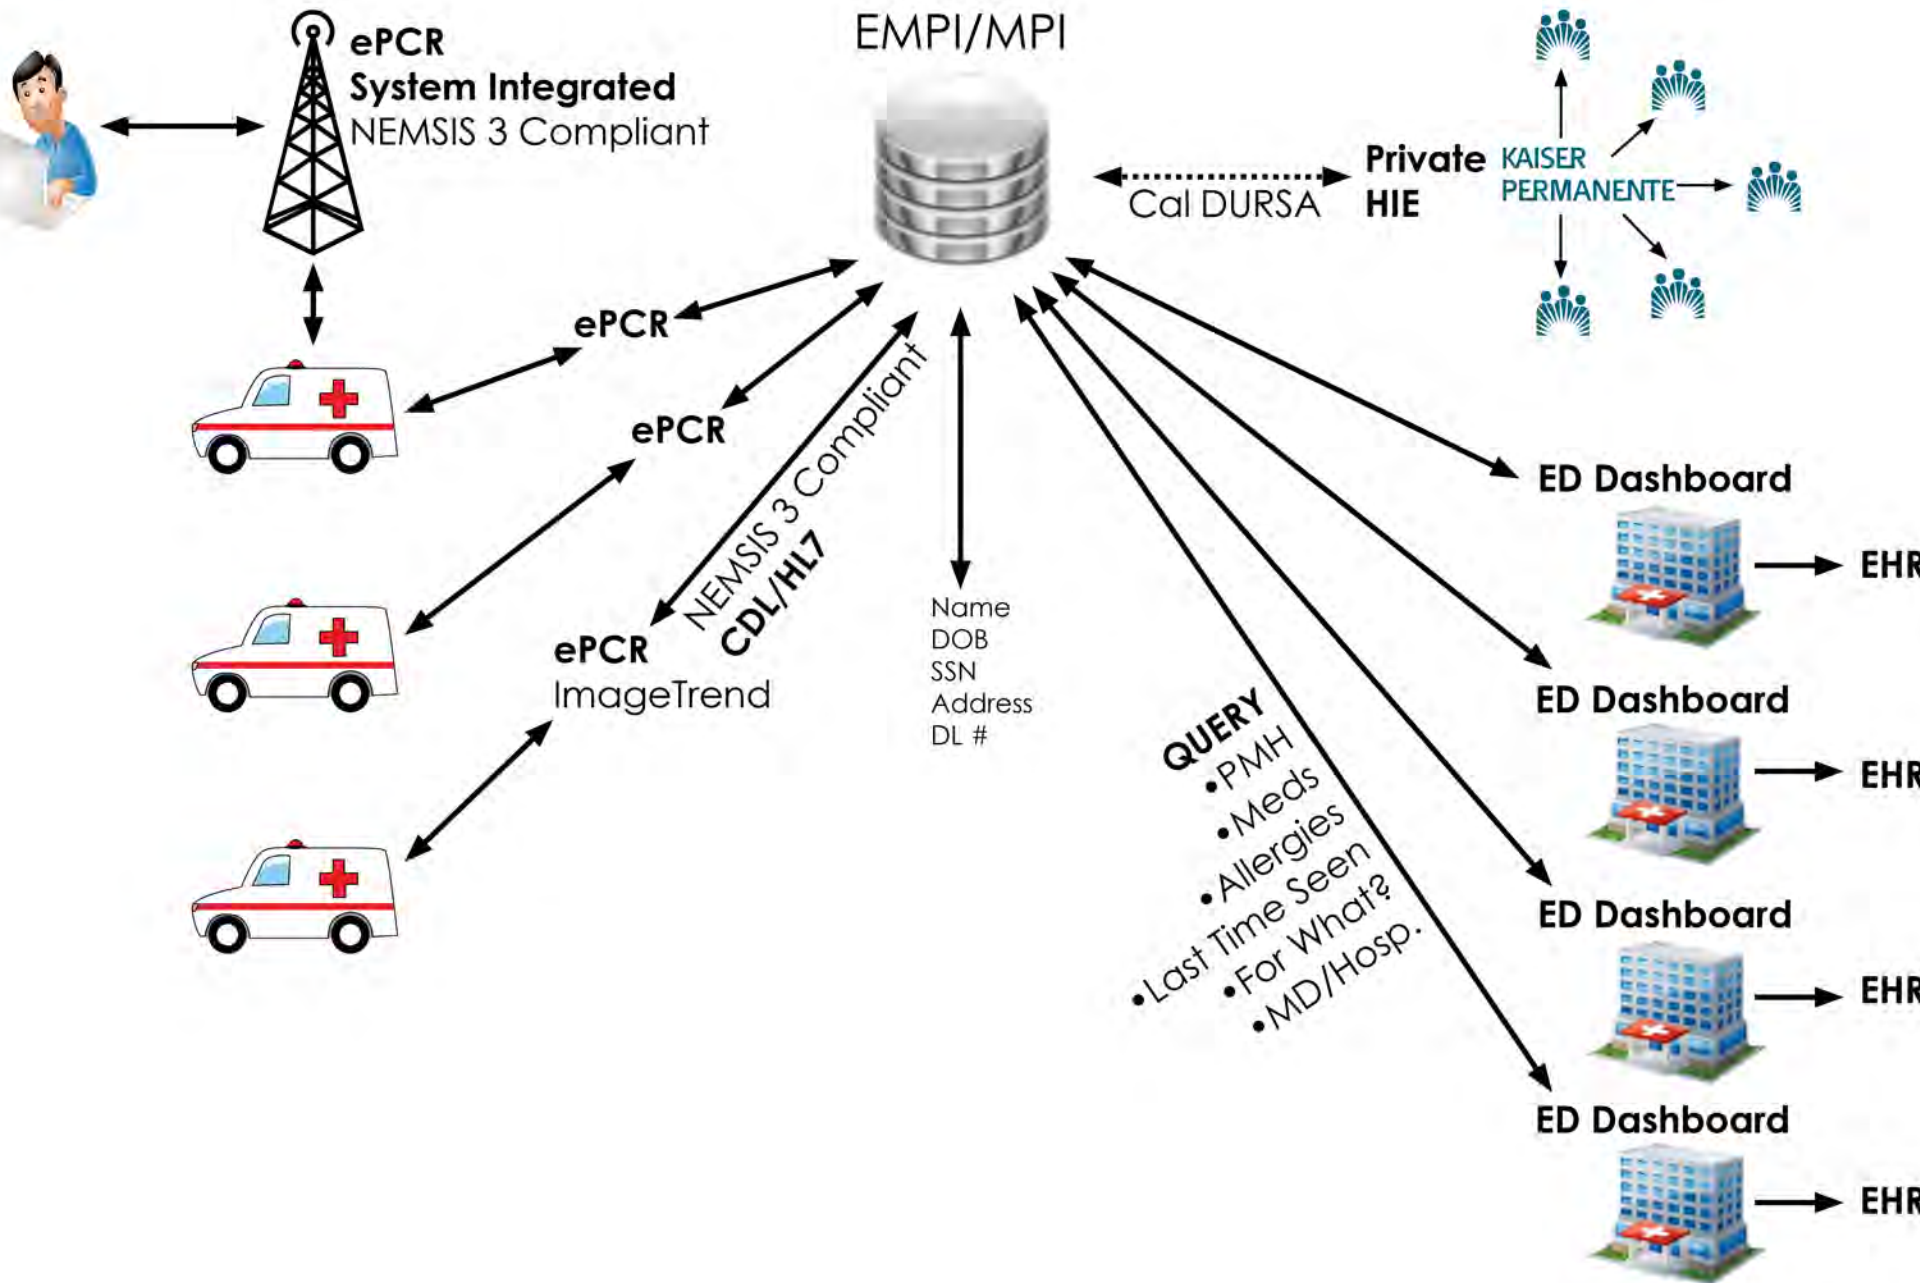 ePCR
System Integrated
NEMSIS 3 Compliant
EMPI/MPI
Cal DURSA
Private
HIE
KAISER
PERMANENTE
ePCR
ePCR
NEMSIS 3 Compliant
CDL/HL7
ePCR
ImageTrend
Name
DOB
SSN
Address
DL #
QUERY
•PMH
•Meds
•Allergies
•Last Time Seen
•For What?
•MD/Hosp.
ED Dashboard
EHR
ED Dashboard
EHR
ED Dashboard
EHR
ED Dashboard
EHR